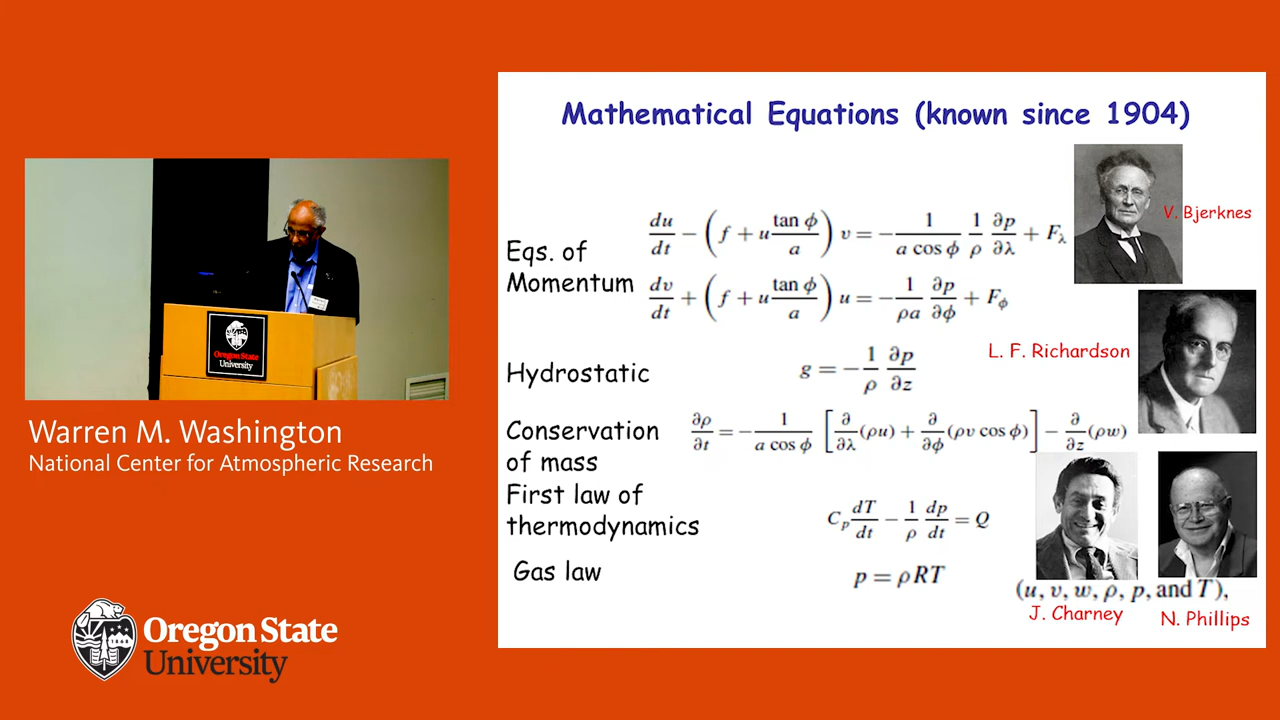 Mathematical Equations (known since 1904)
V. Bjerknes
Eqs. of
Momentum
du/dt − (f + u tan ϕ/a) v = − 1/(a cos ϕ) 1/ρ ∂p/∂λ + F_λ
dv/dt + (f + u tan ϕ/a) u = − 1/(ρa) ∂p/∂ϕ + F_ϕ
L. F. Richardson
Hydrostatic
g = − 1/ρ ∂p/∂z
Conservation
of mass
∂ρ/∂t = − 1/(a cos ϕ) [∂/∂λ (ρu) + ∂/∂ϕ (ρv cos ϕ)] − ∂/∂z (ρw)
First law of
thermodynamics
C_p dT/dt − 1/ρ dp/dt = Q
Gas law
p = ρRT
(u, v, w, ρ, p, and T),
J. Charney
N. Phillips
Oregon State
University
Warren M. Washington
National Center for Atmospheric Research
Oregon State
University